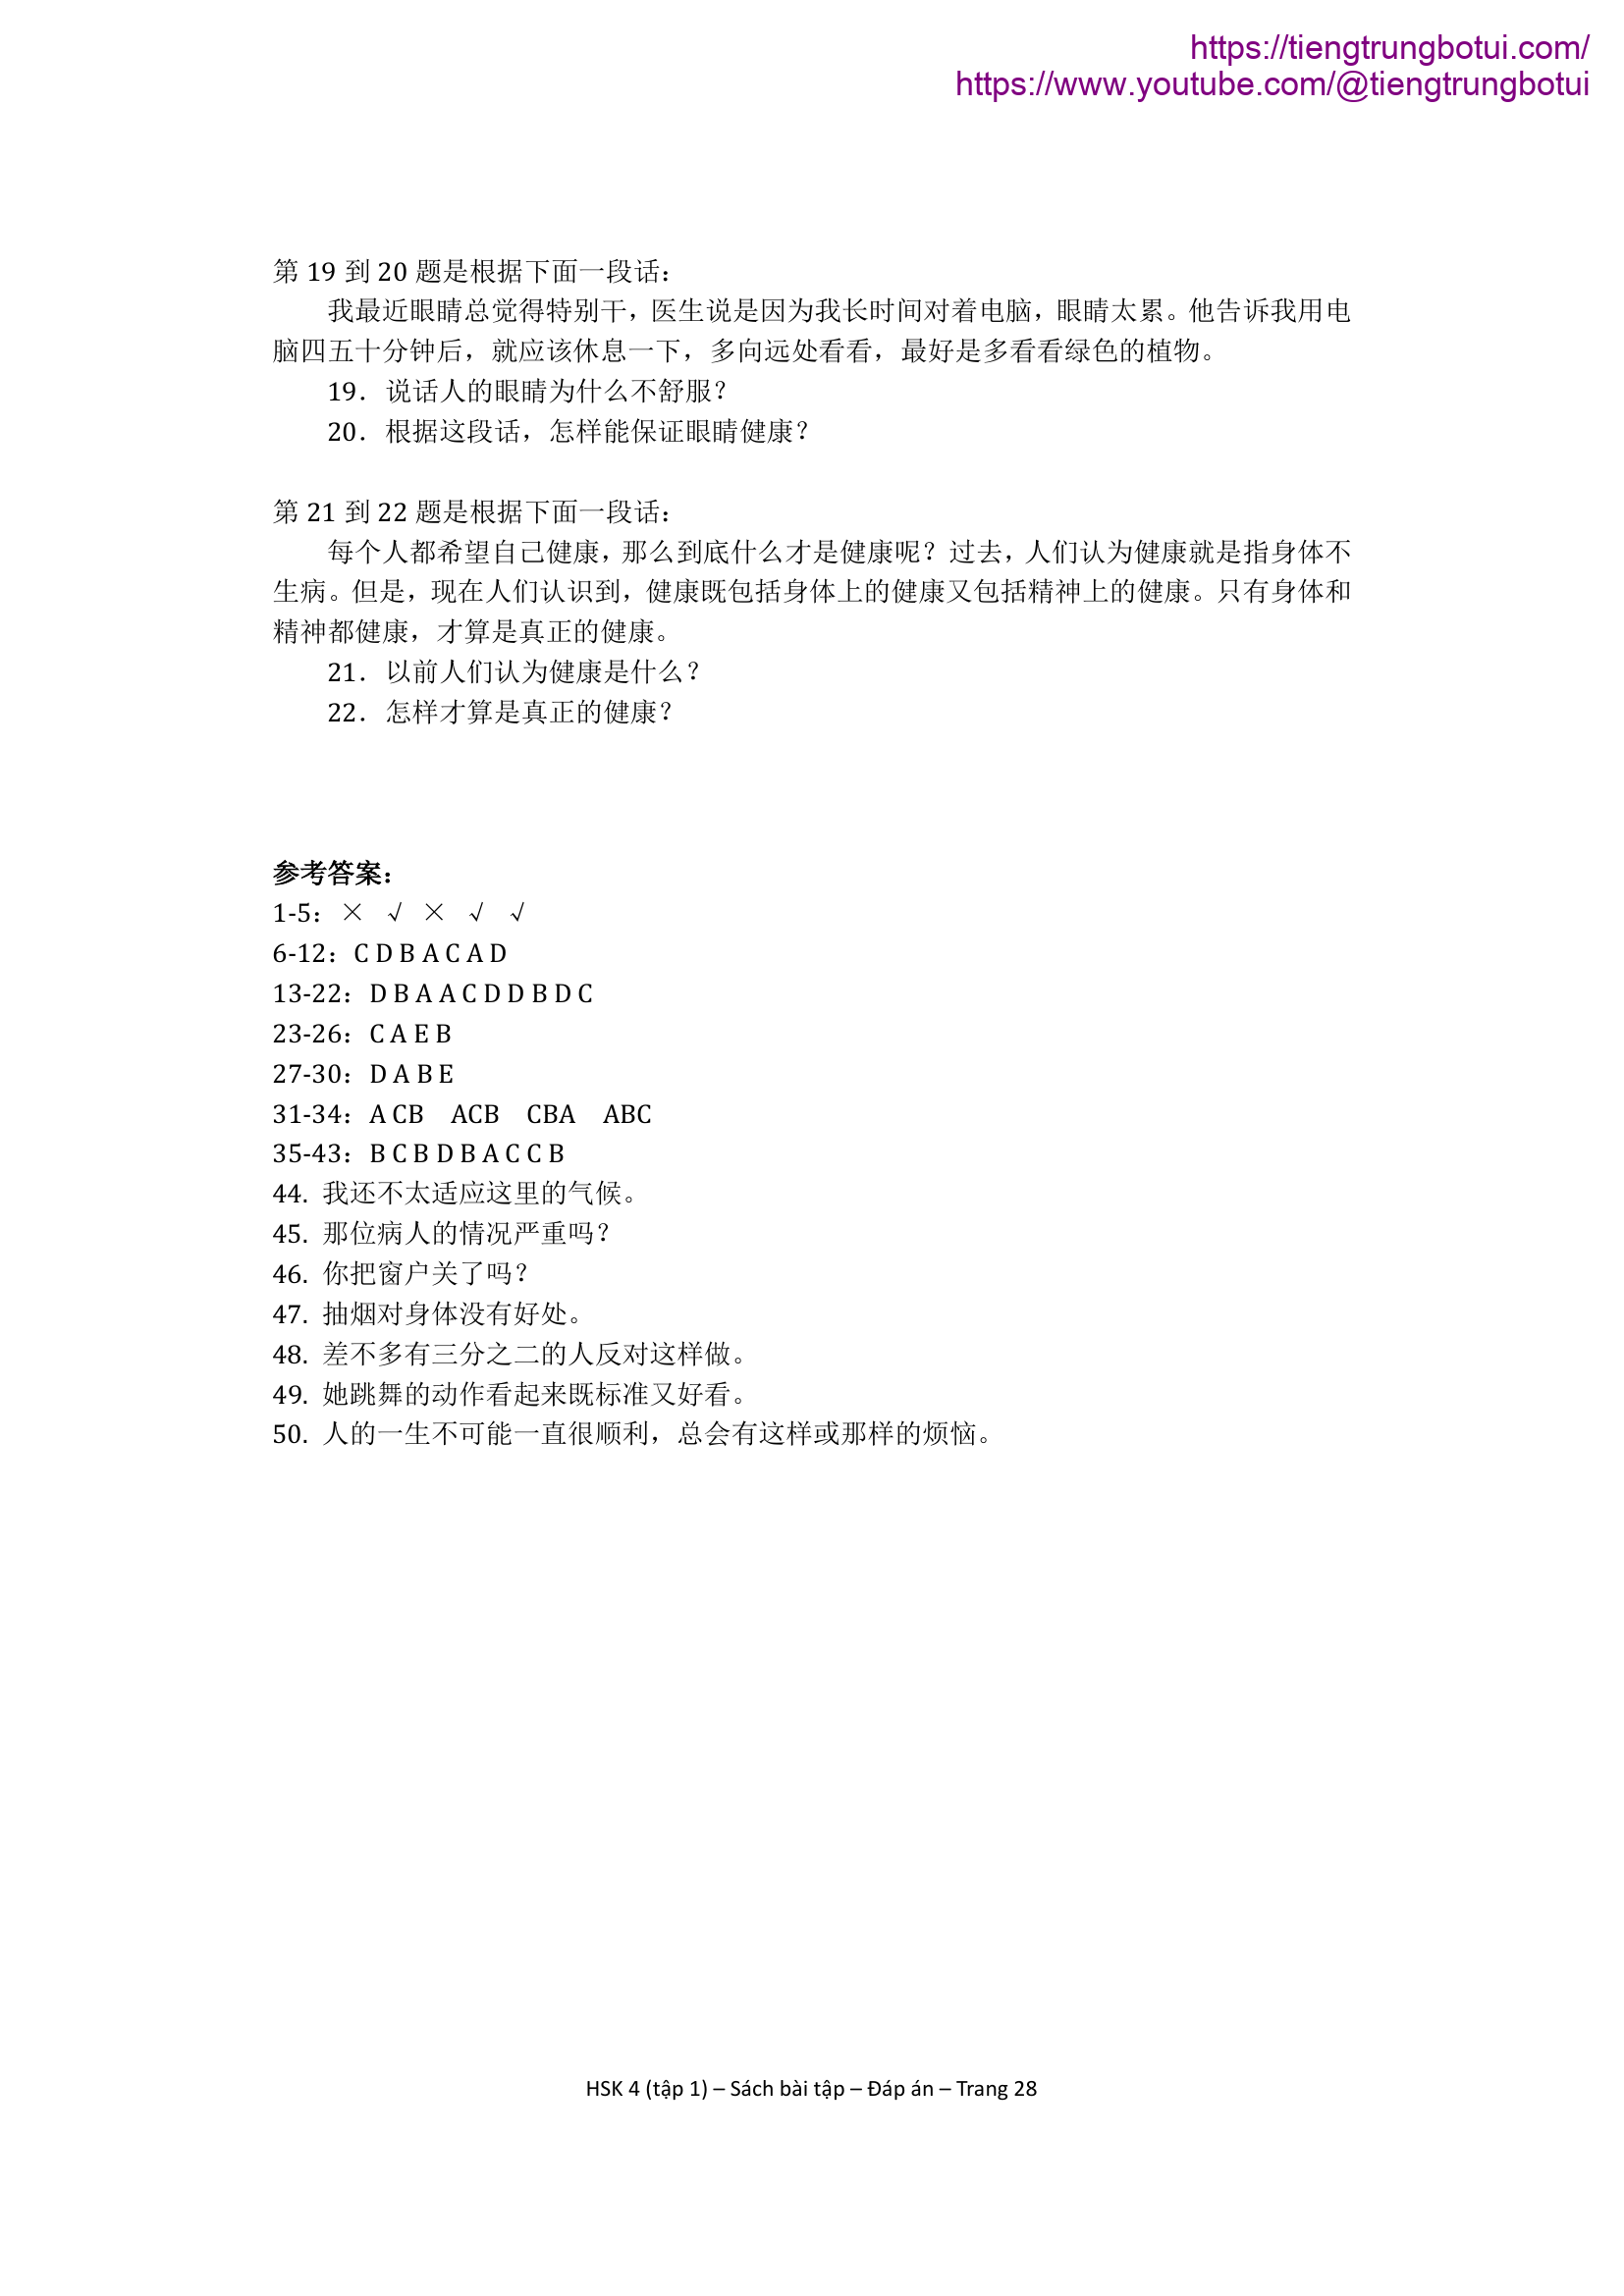 https://tiengtrungbotui.com/
https://www.youtube.com/@tiengtrungbotui
第 19 到 20 题是根据下面一段话：
我最近眼睛总觉得特别干，医生说是因为我长时间对着电脑，眼睛太累。他告诉我用电
脑四五十分钟后，就应该休息一下，多向远处看看，最好是多看看绿色的植物。
19．说话人的眼睛为什么不舒服？
20．根据这段话，怎样能保证眼睛健康？
第 21 到 22 题是根据下面一段话：
每个人都希望自己健康，那么到底什么才是健康呢？过去，人们认为健康就是指身体不
生病。但是，现在人们认识到，健康既包括身体上的健康又包括精神上的健康。只有身体和
精神都健康，才算是真正的健康。
21．以前人们认为健康是什么？
22．怎样才算是真正的健康？
参考答案：
1-5：× √ × √ √
6-12：C D B A C A D
13-22：D B A A C D D B D C
23-26：C A E B
27-30：D A B E
31-34：A CB ACB CBA ABC
35-43：B C B D B A C C B
44. 我还不太适应这里的气候。
45. 那位病人的情况严重吗？
46. 你把窗户关了吗？
47. 抽烟对身体没有好处。
48. 差不多有三分之二的人反对这样做。
49. 她跳舞的动作看起来既标准又好看。
50. 人的一生不可能一直很顺利，总会有这样或那样的烦恼。
HSK 4 (tập 1) – Sách bài tập – Đáp án – Trang 28